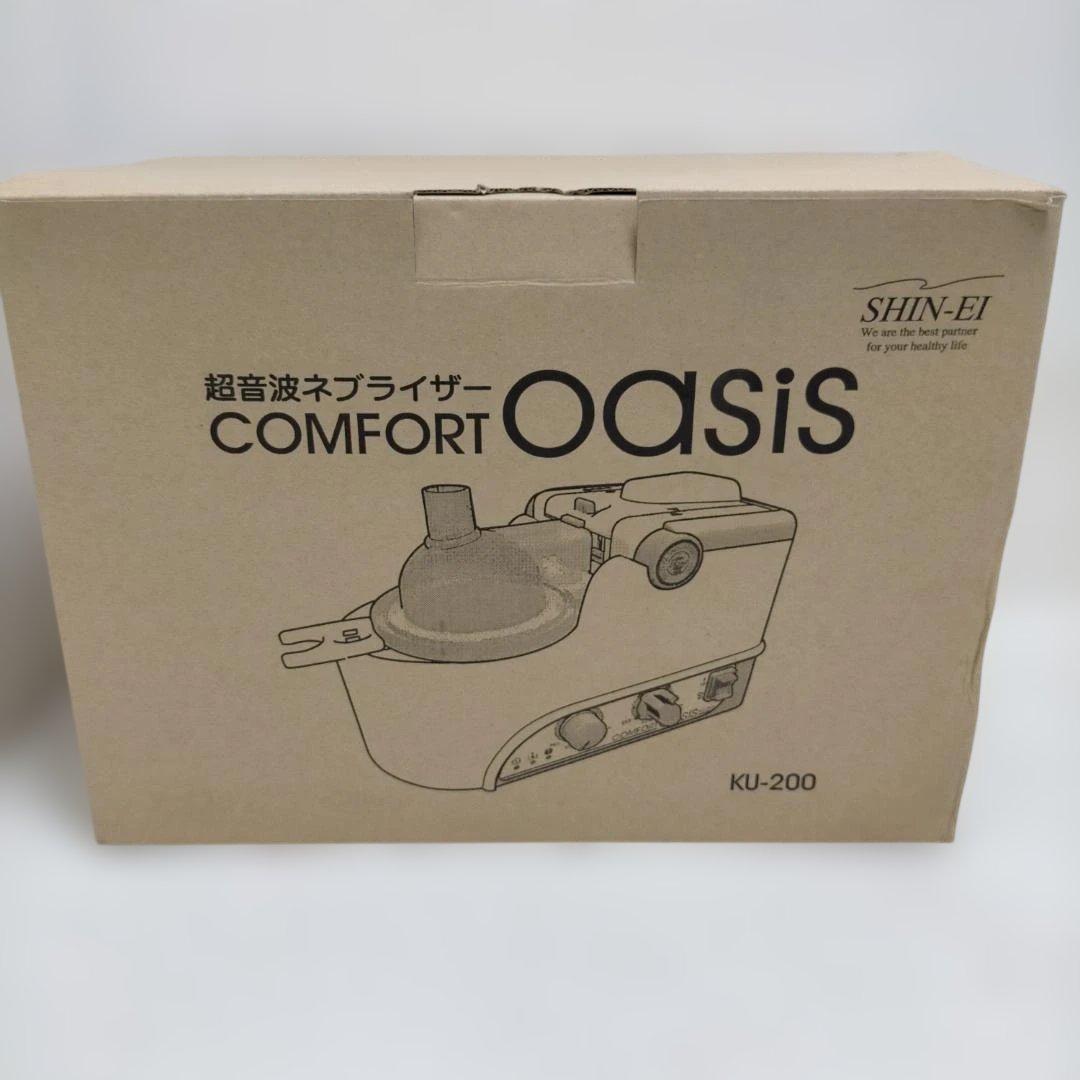 SHIN-EI
We are the best partner
for your healthy life
超音波ネブライザー
COMFORT oasis
KU-200